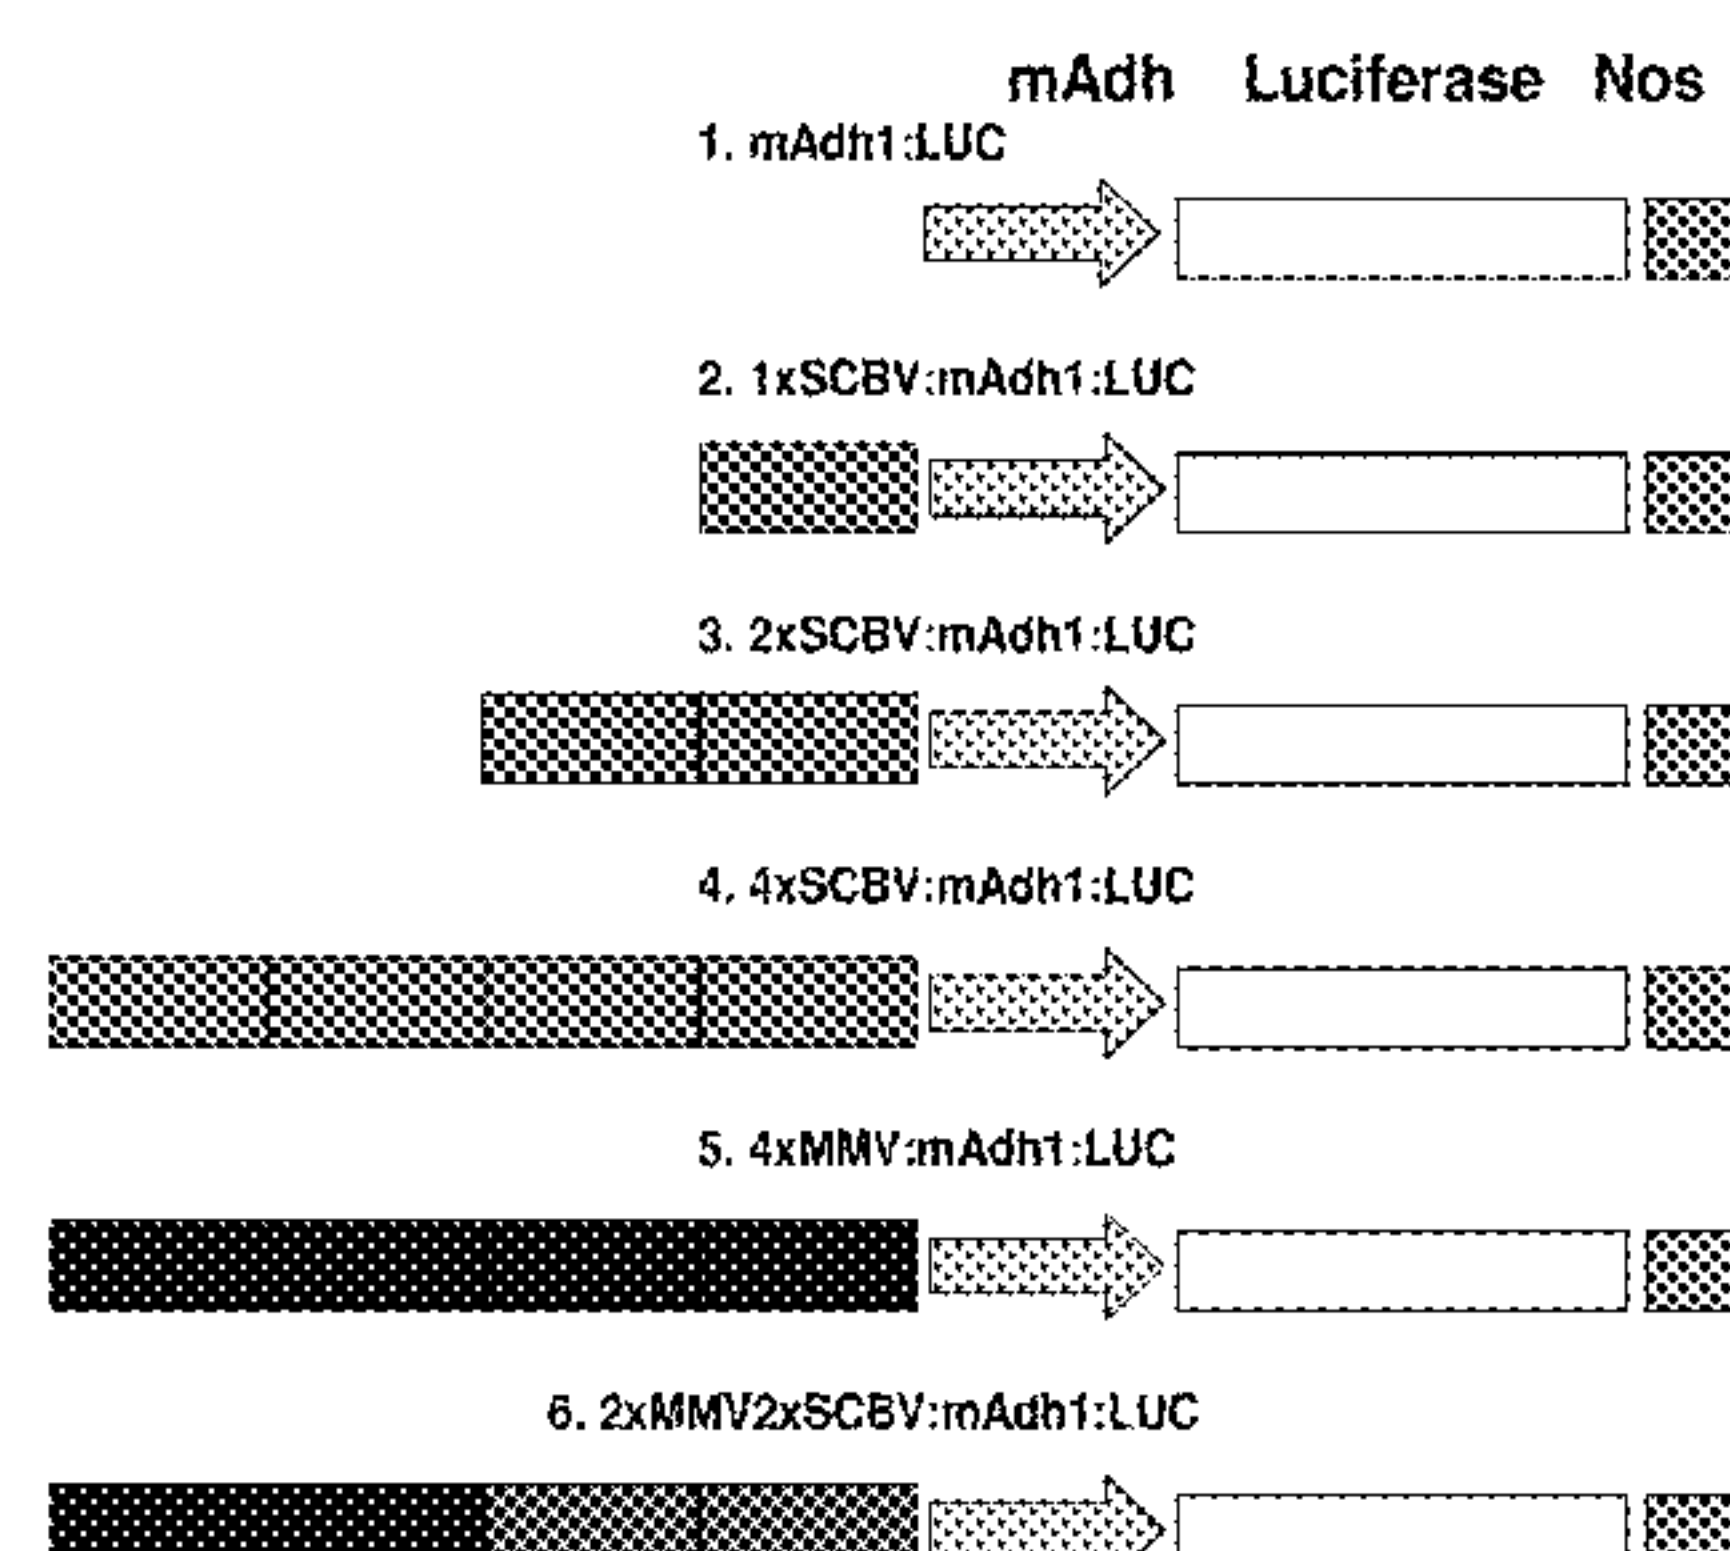 mAdh Luciferase Nos
1. mAdh1:LUC
2. 1xSCBV:mAdh1:LUC
3. 2xSCBV:mAdh1:LUC
4. 4xSCBV:mAdh1:LUC
5. 4xMMV:mAdh1:LUC
6. 2xMMV2xSCBV:mAdh1:LUC